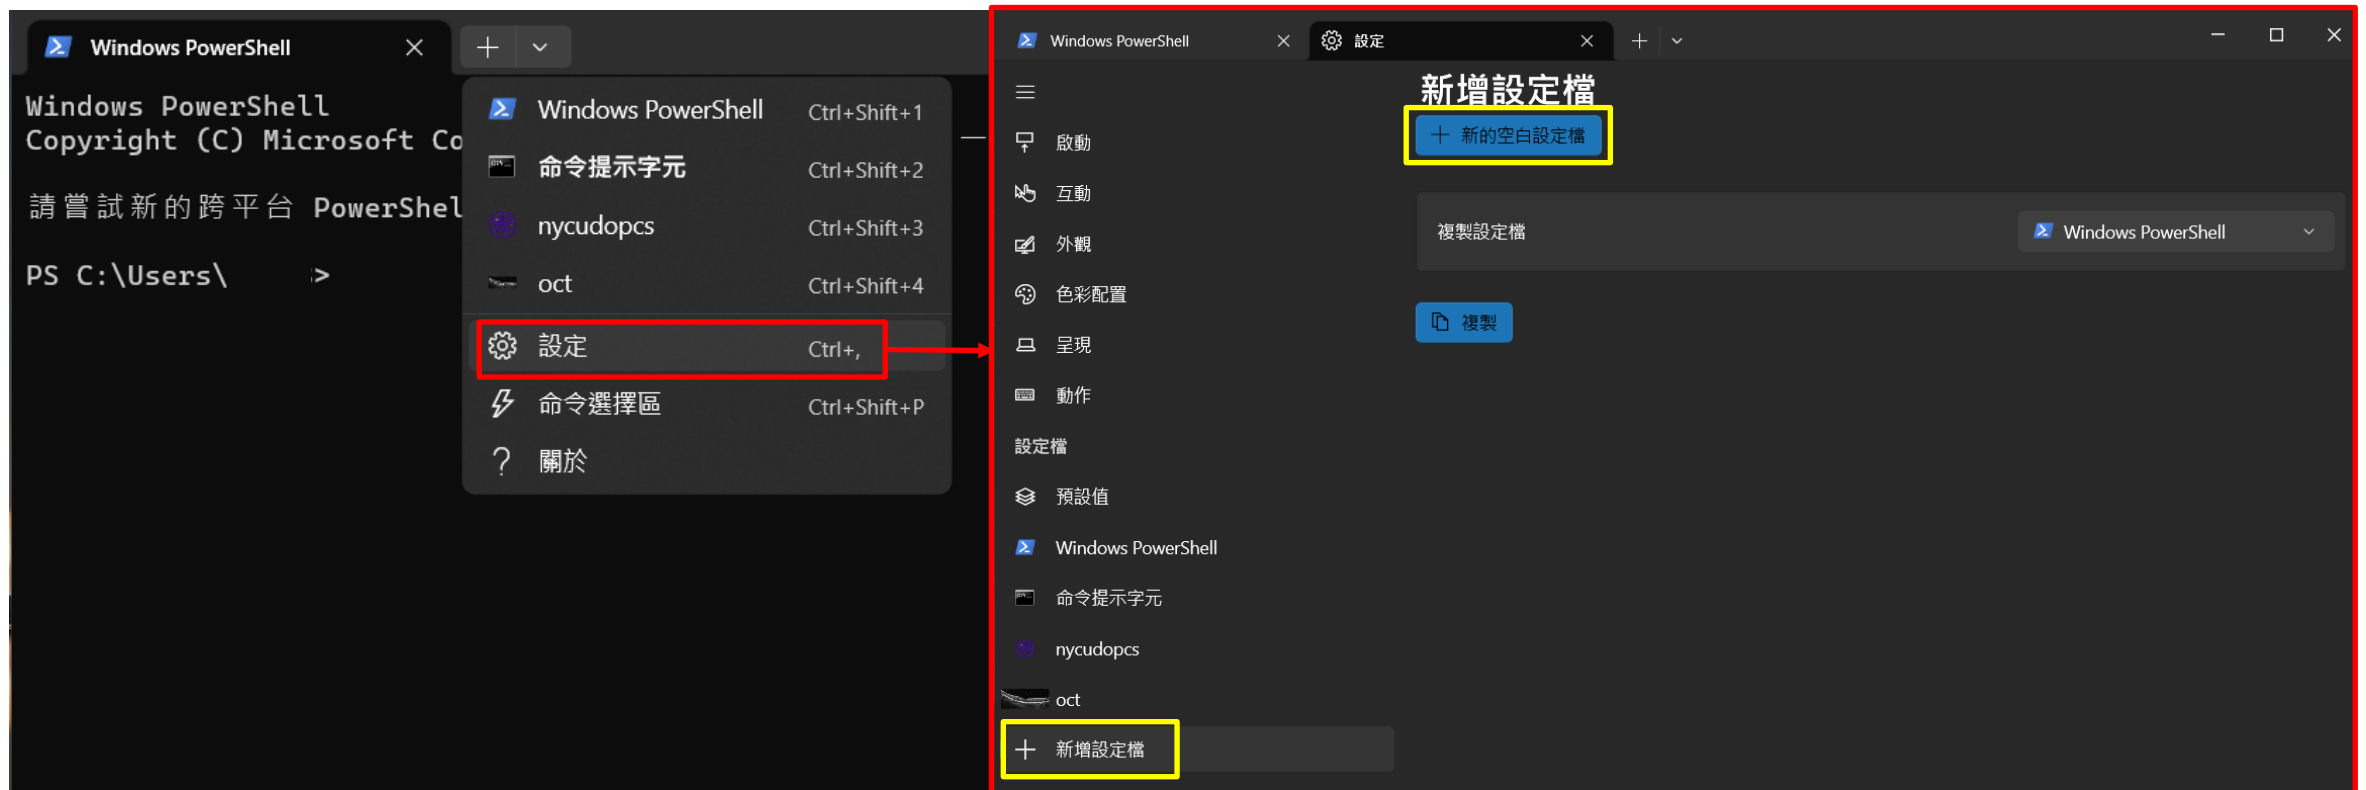 Windows PowerShell
Windows PowerShell
Copyright (C) Microsoft Co
請嘗試新的跨平台 PowerShel
PS C:\Users\ >
Windows PowerShell Ctrl+Shift+1
命令提示字元 Ctrl+Shift+2
nycudopcs Ctrl+Shift+3
oct Ctrl+Shift+4
設定 Ctrl+,
命令選擇區 Ctrl+Shift+P
關於
Windows PowerShell
設定
啟動
互動
外觀
色彩配置
呈現
動作
設定檔
預設值
Windows PowerShell
命令提示字元
nycudopcs
oct
新增設定檔
新增設定檔
新的空白設定檔
複製設定檔 Windows PowerShell
複製